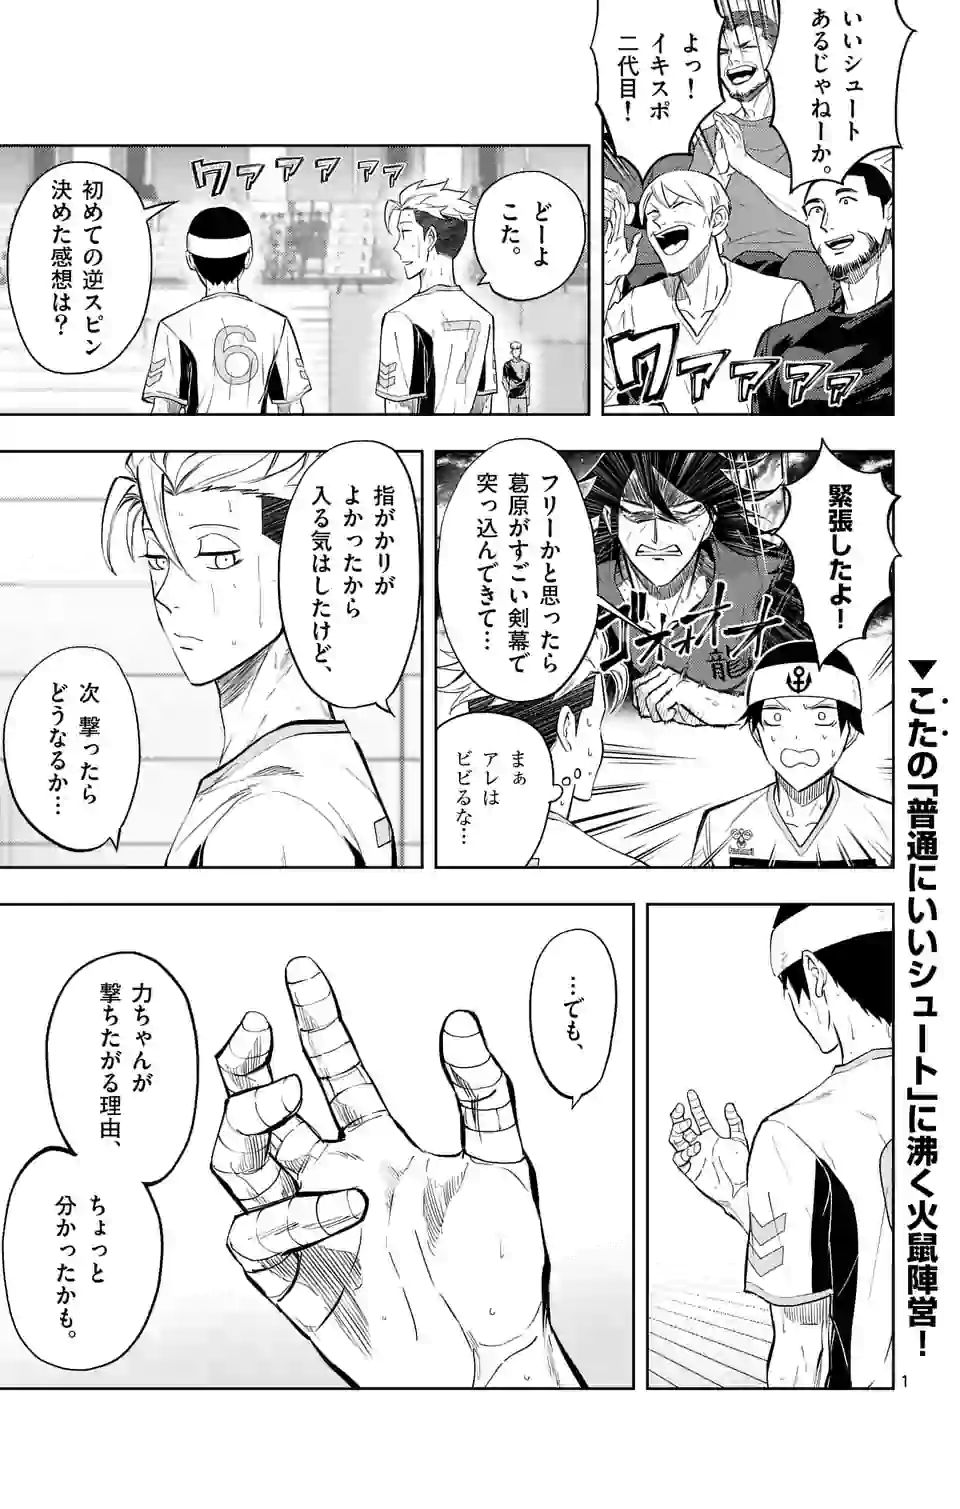 いいシュート
あるじゃねーか。
よっ!
イキスポ
二代目!
ワァァァァァ
どーよ
こた。
ワァァァァァ
初めての逆スピン
決めた感想は?
6
7
緊張したよ!
フリーかと思ったら
葛原がすごい剣幕で
突っ込んできて…
ゴォォオオ
龍
まぁ
アレは
ビビるな…
指がかりが
よかったから
入る気はしたけど、
次 撃ったら
どうなるか…
…でも、
力ちゃんが
撃ちたがる理由、
ちょっと
分かったかも。
▼こたの「普通にいいシュート」に沸く火鼠陣営!
1